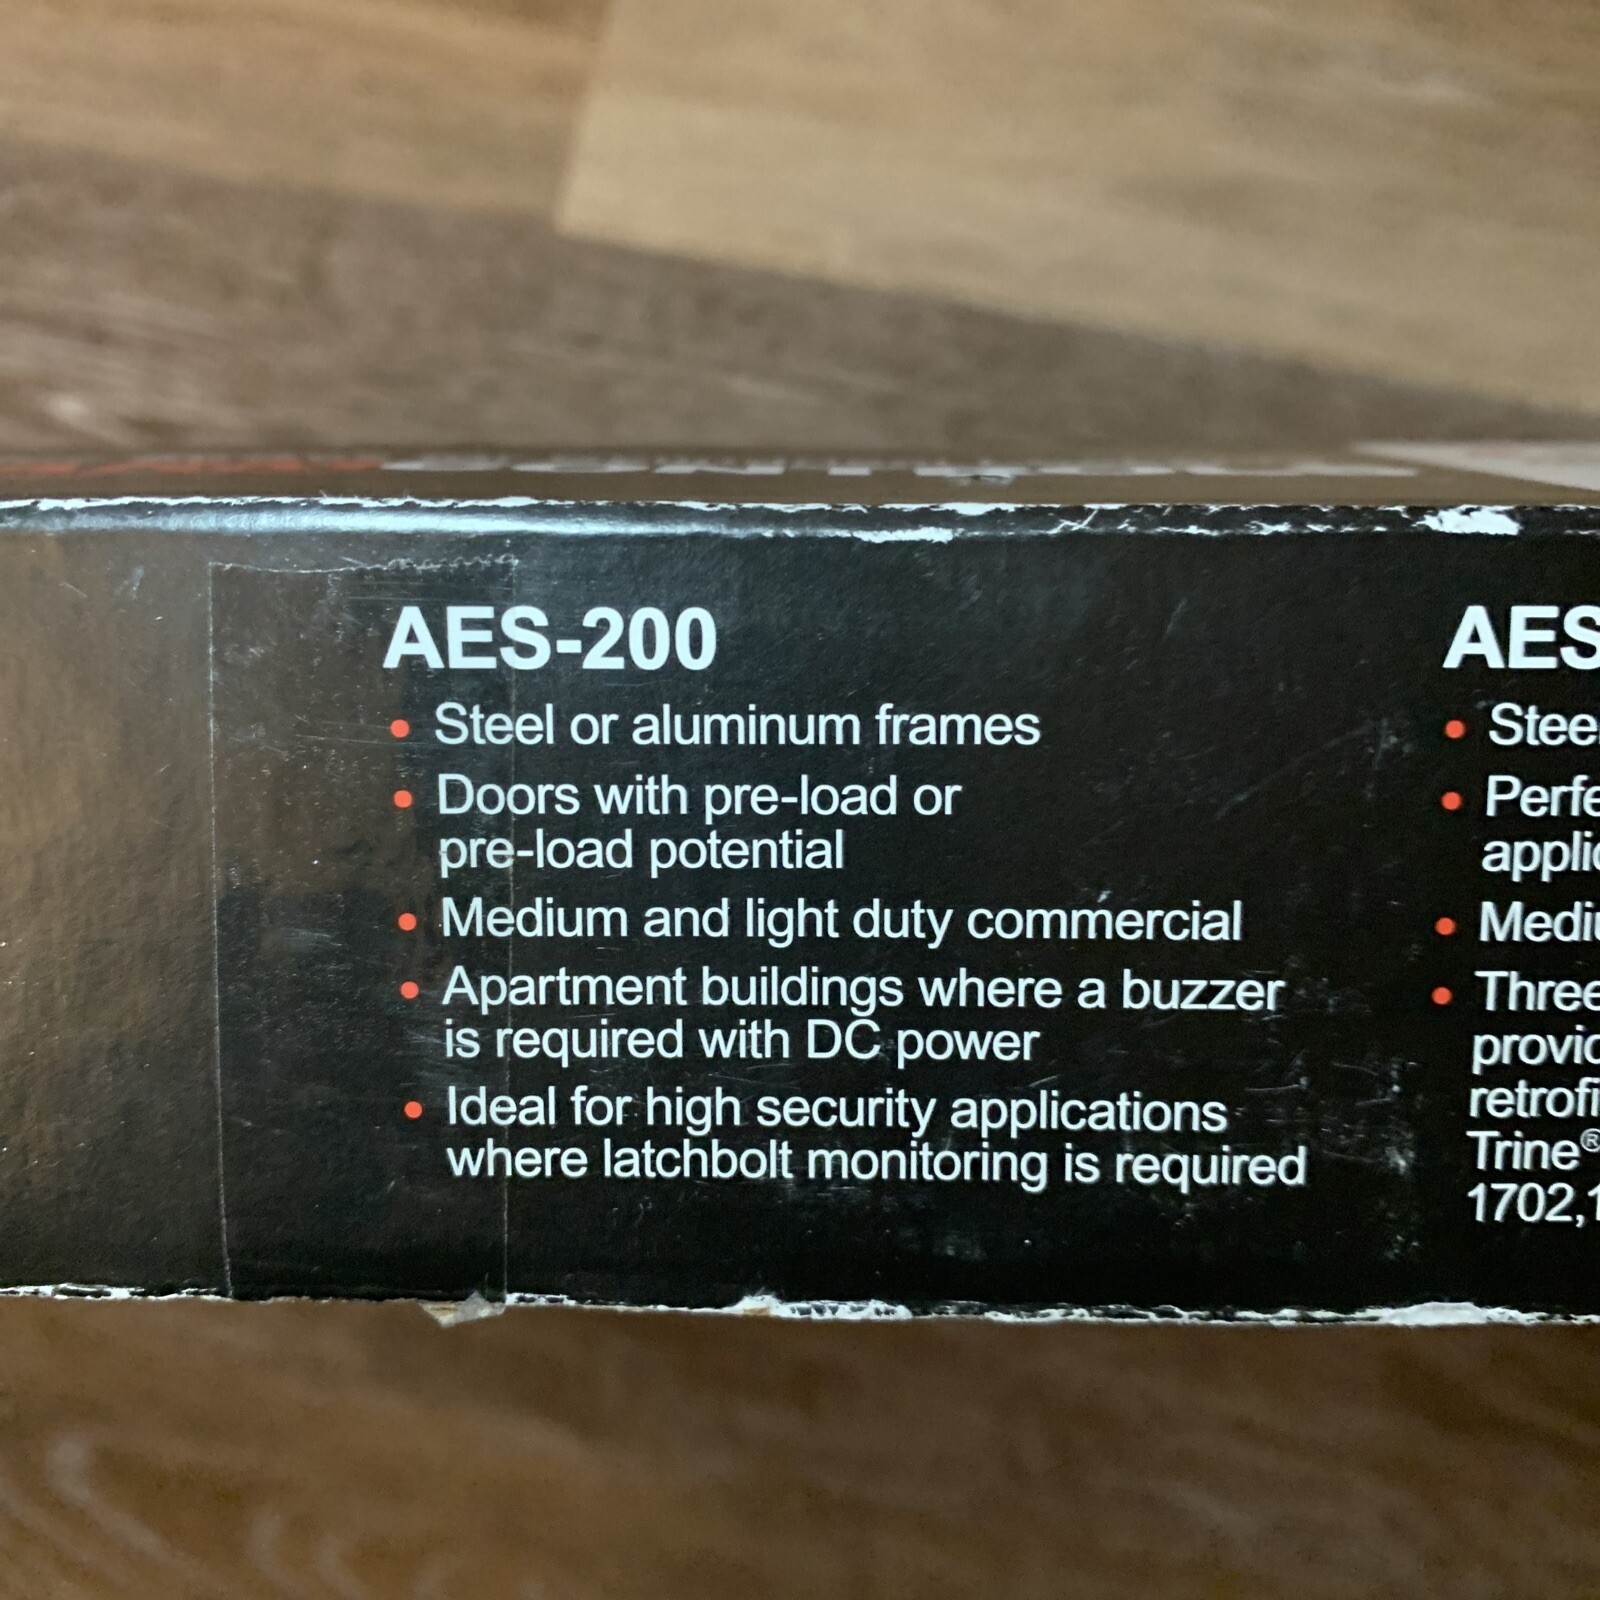 AES-200
• Steel or aluminum frames
• Doors with pre-load or
pre-load potential
• Medium and light duty commercial
• Apartment buildings where a buzzer
is required with DC power
• Ideal for high security applications
where latchbolt monitoring is required
AES
• Steel
• Perfe
applic
• Mediu
• Three
provid
retrofi
Trine®
1702,1